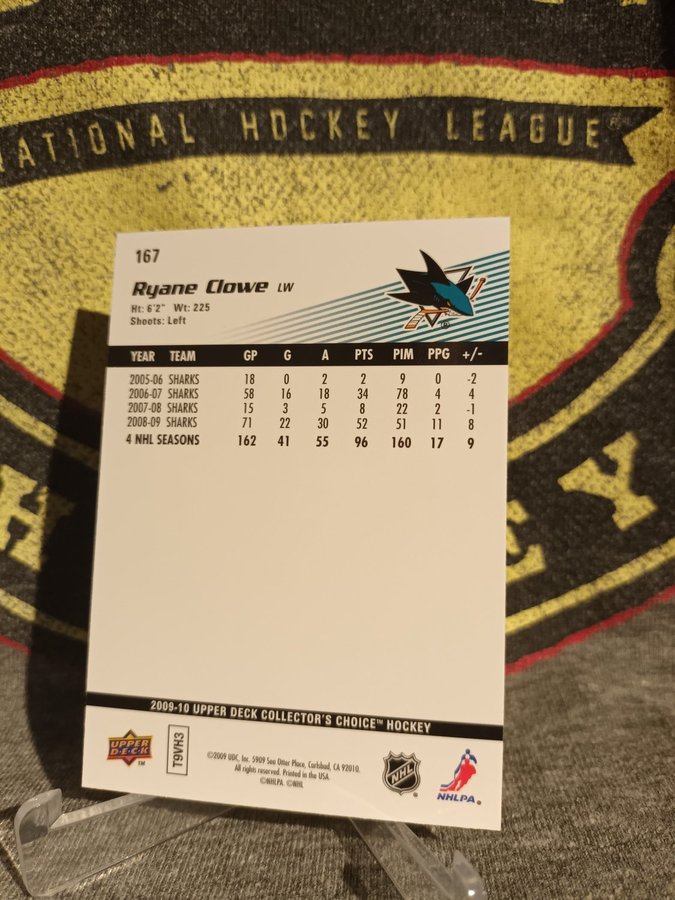 NATIONAL HOCKEY LEAGUE
167
Ryane Clowe LW
Ht: 6'2" Wt: 225
Shoots: Left
YEAR TEAM GP G A PTS PIM PPG +/-
2005-06 SHARKS 18 0 2 2 9 0 -2
2006-07 SHARKS 58 16 18 34 78 4 4
2007-08 SHARKS 15 3 5 8 22 2 -1
2008-09 SHARKS 71 22 30 52 51 11 8
4 NHL SEASONS 162 41 55 96 160 17 9
2009-10 UPPER DECK COLLECTOR'S CHOICE™ HOCKEY
UPPER DECK™
T9VH3
©2009 UDC, Inc. 5909 Sea Otter Place, Carlsbad, CA 92010.
All rights reserved. Printed in the USA.
©NHLPA. ©NHL
NHL
NHLPA.®